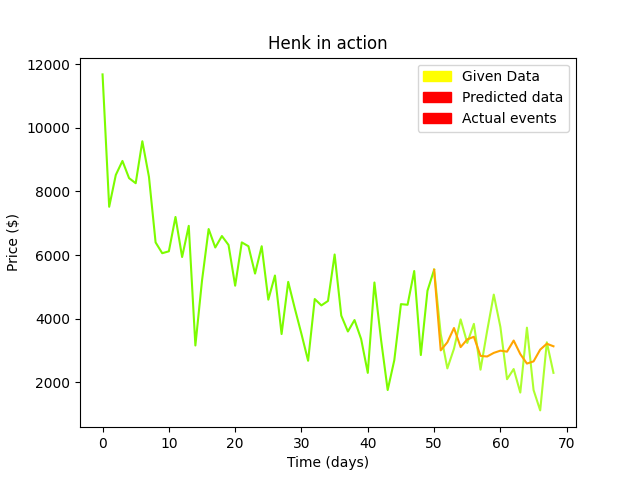 Henk in action
12000
10000
8000
6000
4000
2000
Price ($)
Given Data
Predicted data
Actual events
0 10 20 30 40 50 60 70
Time (days)